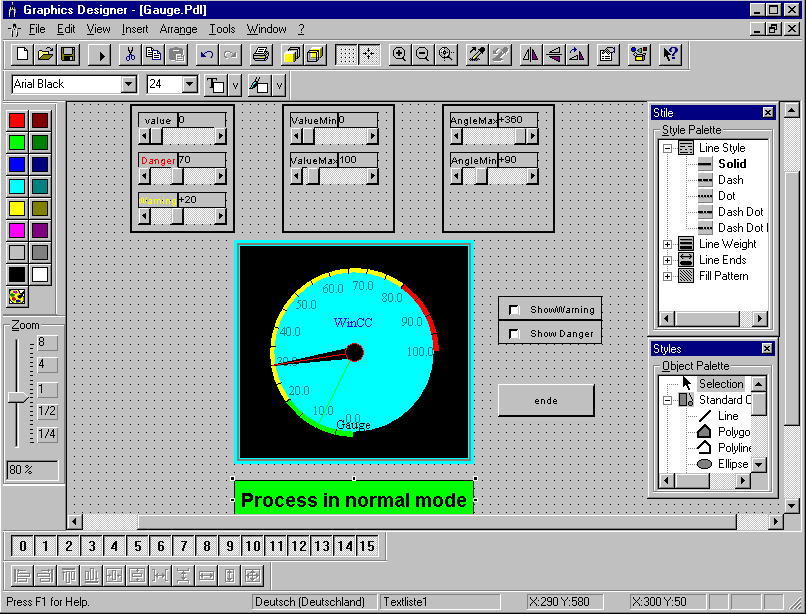 Graphics Designer - [Gauge.Pdl]
File Edit View Insert Arrange Tools Window ?
Arial Black 24
value 0
Danger 70
+20
ValueMin 0
ValueMax 100
AngleMax +360
AngleMin +90
Stile
Style Palette
Line Style
Solid
Dash
Dot
Dash Dot
Dash Dot
Line Weight
Line Ends
Fill Pattern
Zoom
8
4
1
1/2
1/4
80 %
60.0 70.0
50.0 80.0
WinCC
40.0 90.0
30.0 100.0
20.0
10.0 0.0
Gauge
ShowWarning
Show Danger
ende
Styles
Object Palette
Selection
Standard O
Line
Polygo
Polyline
Ellipse
Process in normal mode
0 1 2 3 4 5 6 7 8 9 10 11 12 13 14 15
Press F1 for Help. Deutsch (Deutschland) Textliste1 X:290 Y:580 X:300 Y:50